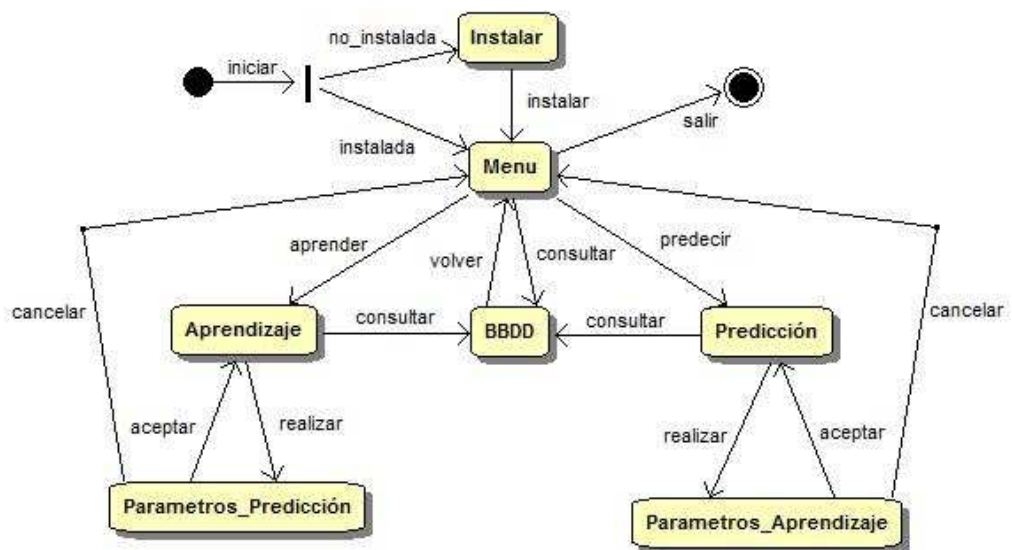 no_instalada
Instalar
iniciar
instalar
salir
instalada
Menu
aprender
predecir
volver
consultar
cancelar
consultar
consultar
cancelar
Aprendizaje
BBDD
Predicción
aceptar
realizar
realizar
aceptar
Parametros_Predicción
Parametros_Aprendizaje